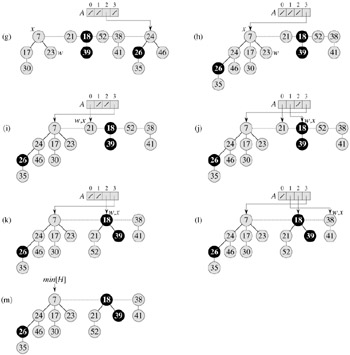 0 1 2 3
A
(g)
x
7 21 18 52 38 24
17 23 w 39 41 26 46
30 35
0 1 2 3
A
(h)
x
7 21 18 52 38
24 17 23 w 39 41
26 46 30
35
0 1 2 3
A
(i)
w,x
7 21 18 52 38
24 17 23 39 41
26 46 30
35
0 1 2 3
A
(j)
w,x
7 21 18 52 38
24 17 23 39 41
26 46 30
35
0 1 2 3
A
(k)
w,x
7 18 38
24 17 23 21 39 41
26 46 30 52
35
0 1 2 3
A
(l)
w,x
7 18 38
24 17 23 21 39 41
26 46 30 52
35
min[H]
(m)
7 18 38
24 17 23 21 39 41
26 46 30 52
35